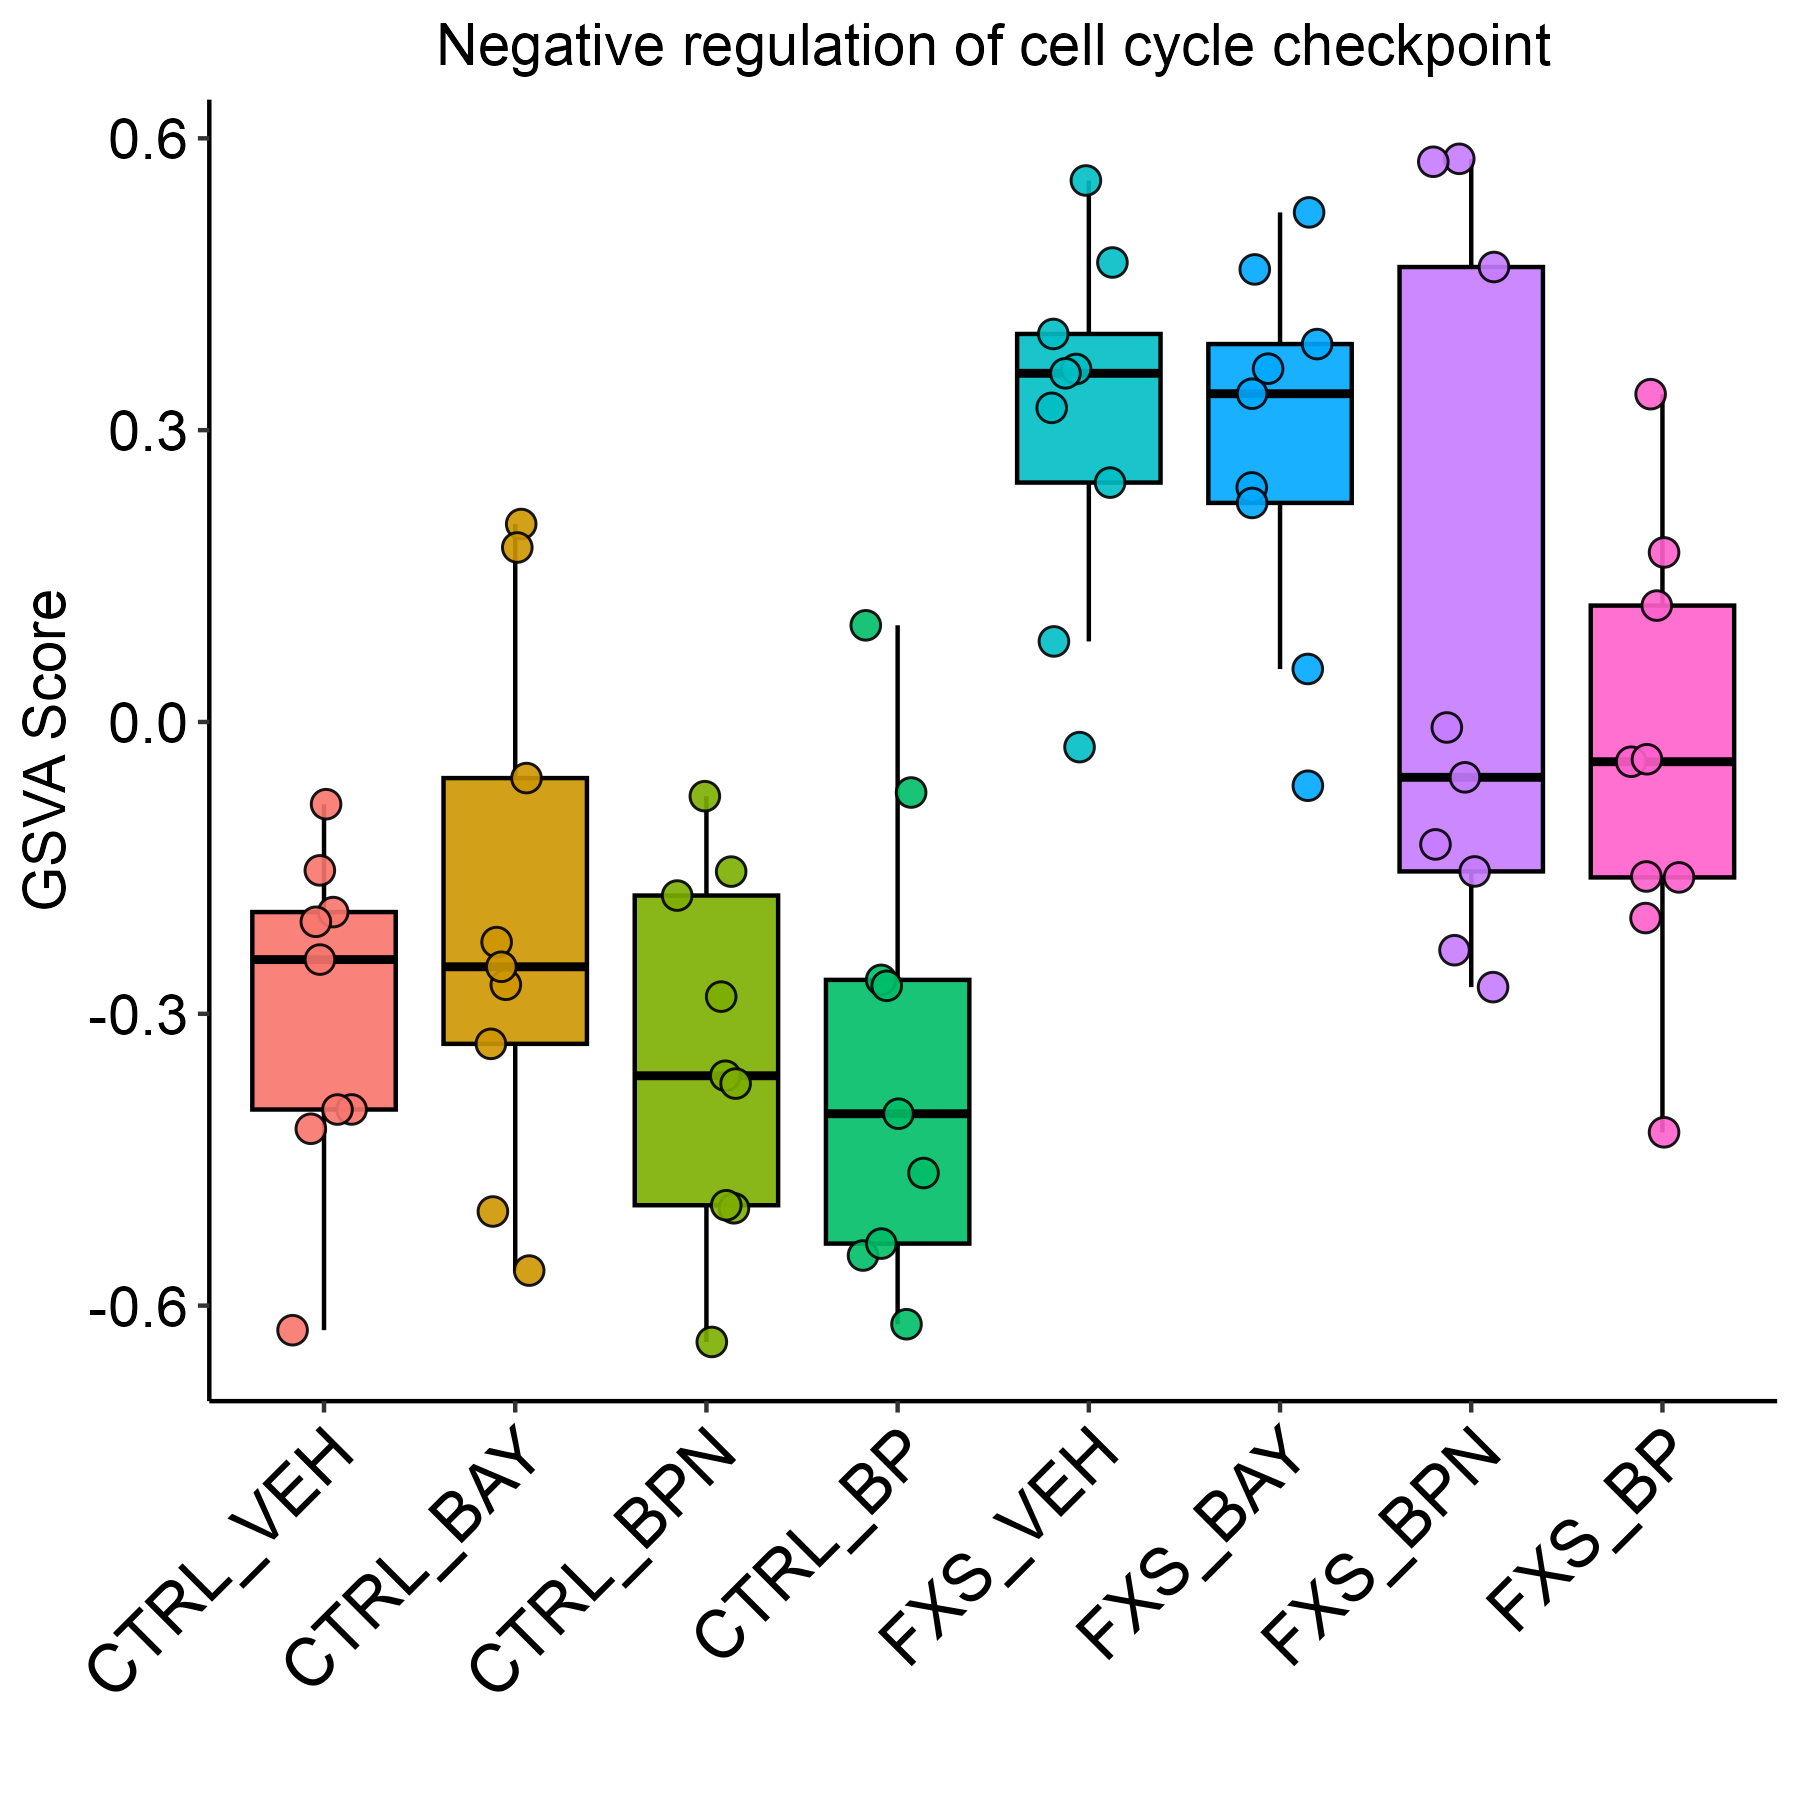 Negative regulation of cell cycle checkpoint
GSVA Score
0.6
0.3
0.0
-0.3
-0.6
CTRL_VEH
CTRL_BAY
CTRL_BPN
CTRL_BP
FXS_VEH
FXS_BAY
FXS_BPN
FXS_BP